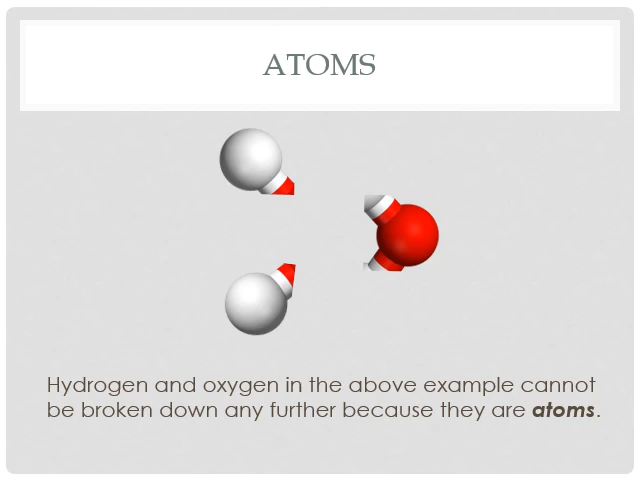 ATOMS
Hydrogen and oxygen in the above example cannot
be broken down any further because they are atoms.